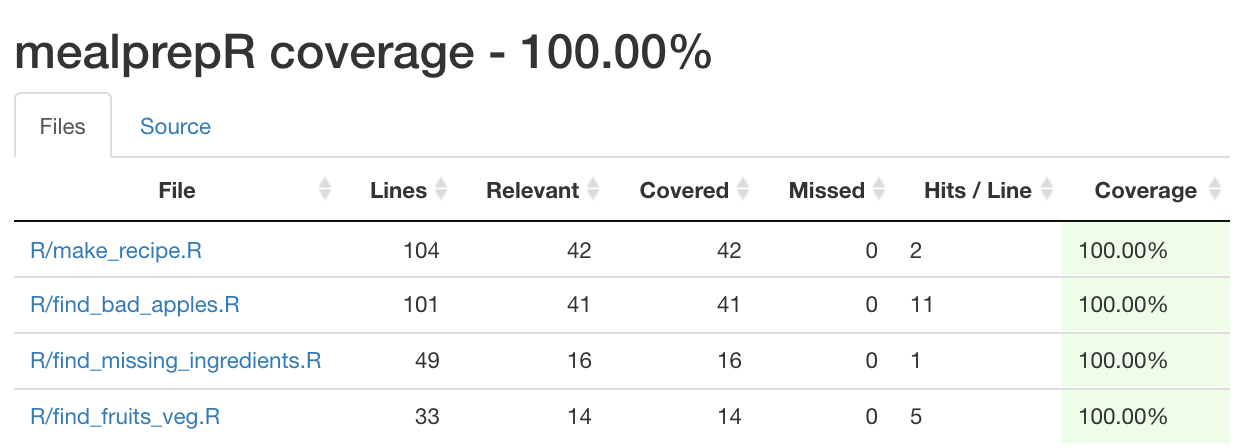 mealprepR coverage - 100.00%
Files Source
File Lines Relevant Covered Missed Hits / Line Coverage
R/make_recipe.R 104 42 42 0 2 100.00%
R/find_bad_apples.R 101 41 41 0 11 100.00%
R/find_missing_ingredients.R 49 16 16 0 1 100.00%
R/find_fruits_veg.R 33 14 14 0 5 100.00%